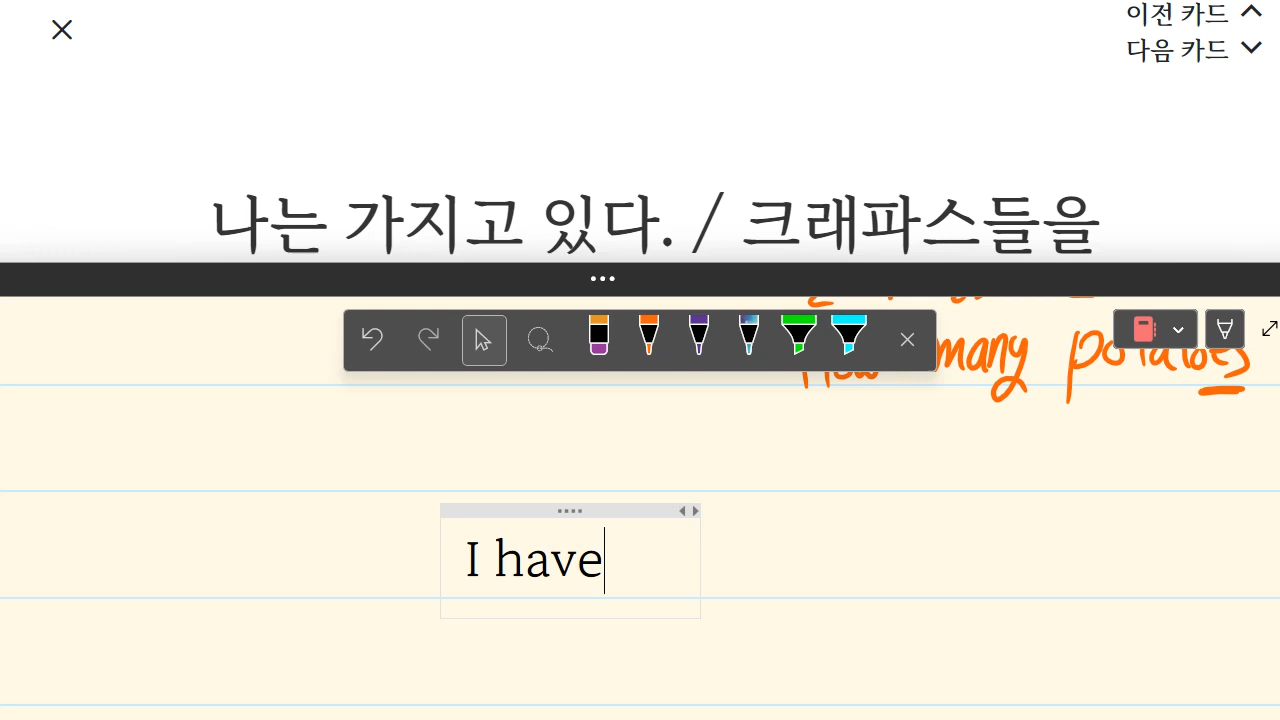 이전 카드
다음 카드
나는 가지고 있다. / 크래파스들을
many potatoes
I have